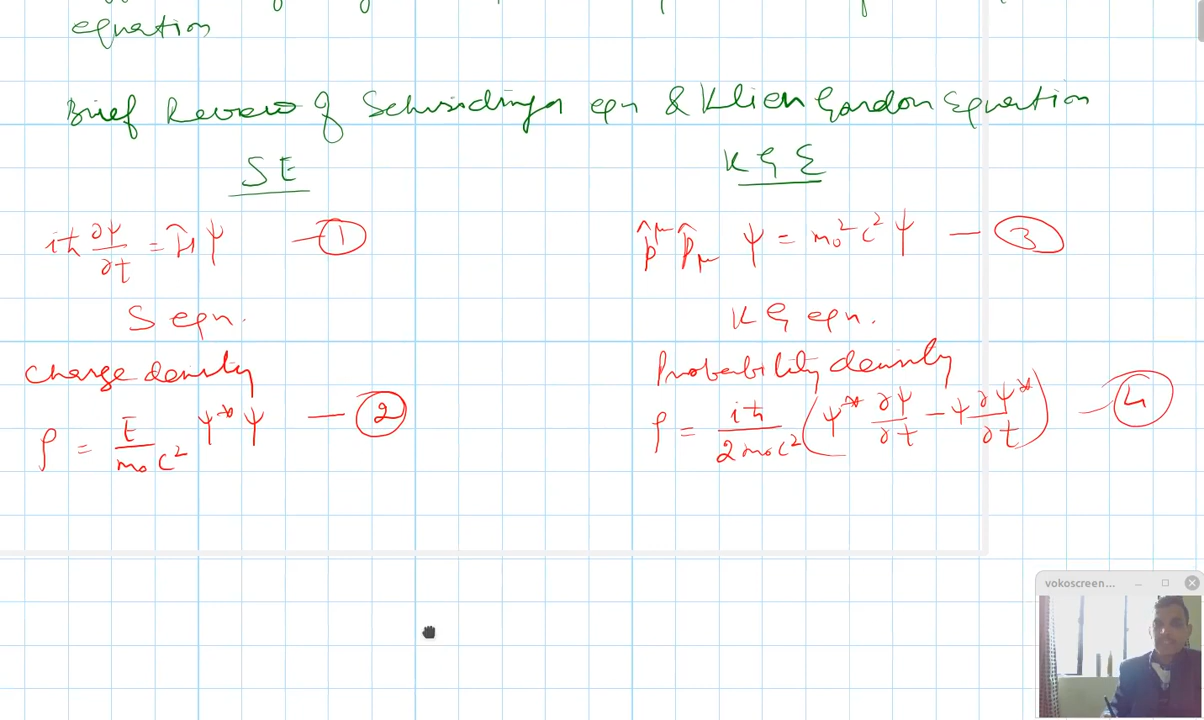 equation
Brief Review of Schrodinger eqn & Klien Gordon Equation
SE
KGE
iħ ∂Ψ/∂t = ĤΨ — ①
p̂^μ p̂_μ Ψ = m₀²c²Ψ — ③
S eqn.
KG eqn.
Charge density
Probability density
ρ = E/m₀c² Ψ*Ψ — ②
ρ = iħ/2m₀c² (Ψ* ∂Ψ/∂t − Ψ ∂Ψ*/∂t) — ④
vokoscreen...